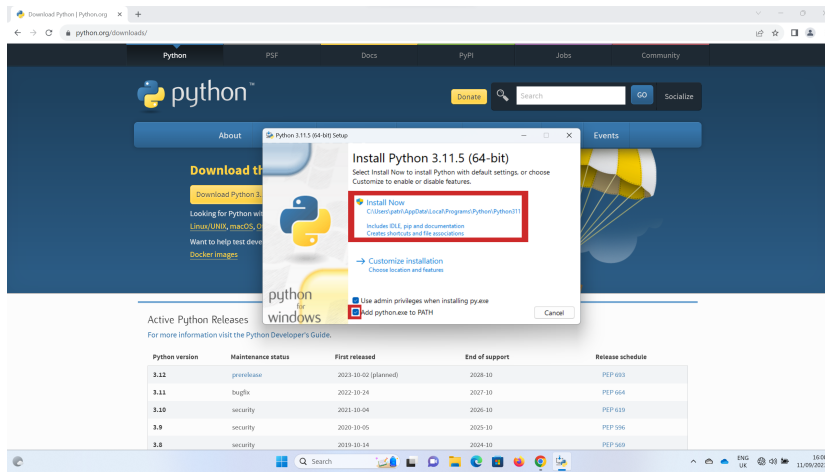 Download Python | Python.org
python.org/downloads/
Python PSF Docs PyPI Jobs Community
python™
Donate Search GO Socialize
About Events
Python 3.11.5 (64-bit) Setup
Install Python 3.11.5 (64-bit)
Select Install Now to install Python with default settings, or choose
Customize to enable or disable features.
Install Now
C:\Users\patri\AppData\Local\Programs\Python\Python311
Includes IDLE, pip and documentation
Creates shortcuts and file associations
Customize installation
Choose location and features
Use admin privileges when installing py.exe
Add python.exe to PATH
Cancel
python
for
windows
Download th
Download Python 3.
Looking for Python wit
Linux/UNIX, macOS, O
Want to help test deve
Docker images
Active Python Releases
For more information visit the Python Developer's Guide.
Python version Maintenance status First released End of support Release schedule
3.12 prerelease 2023-10-02 (planned) 2028-10 PEP 693
3.11 bugfix 2022-10-24 2027-10 PEP 664
3.10 security 2021-10-04 2026-10 PEP 619
3.9 security 2020-10-05 2025-10 PEP 596
3.8 security 2019-10-14 2024-10 PEP 569
Search
ENG
UK
16:0
11/09/202